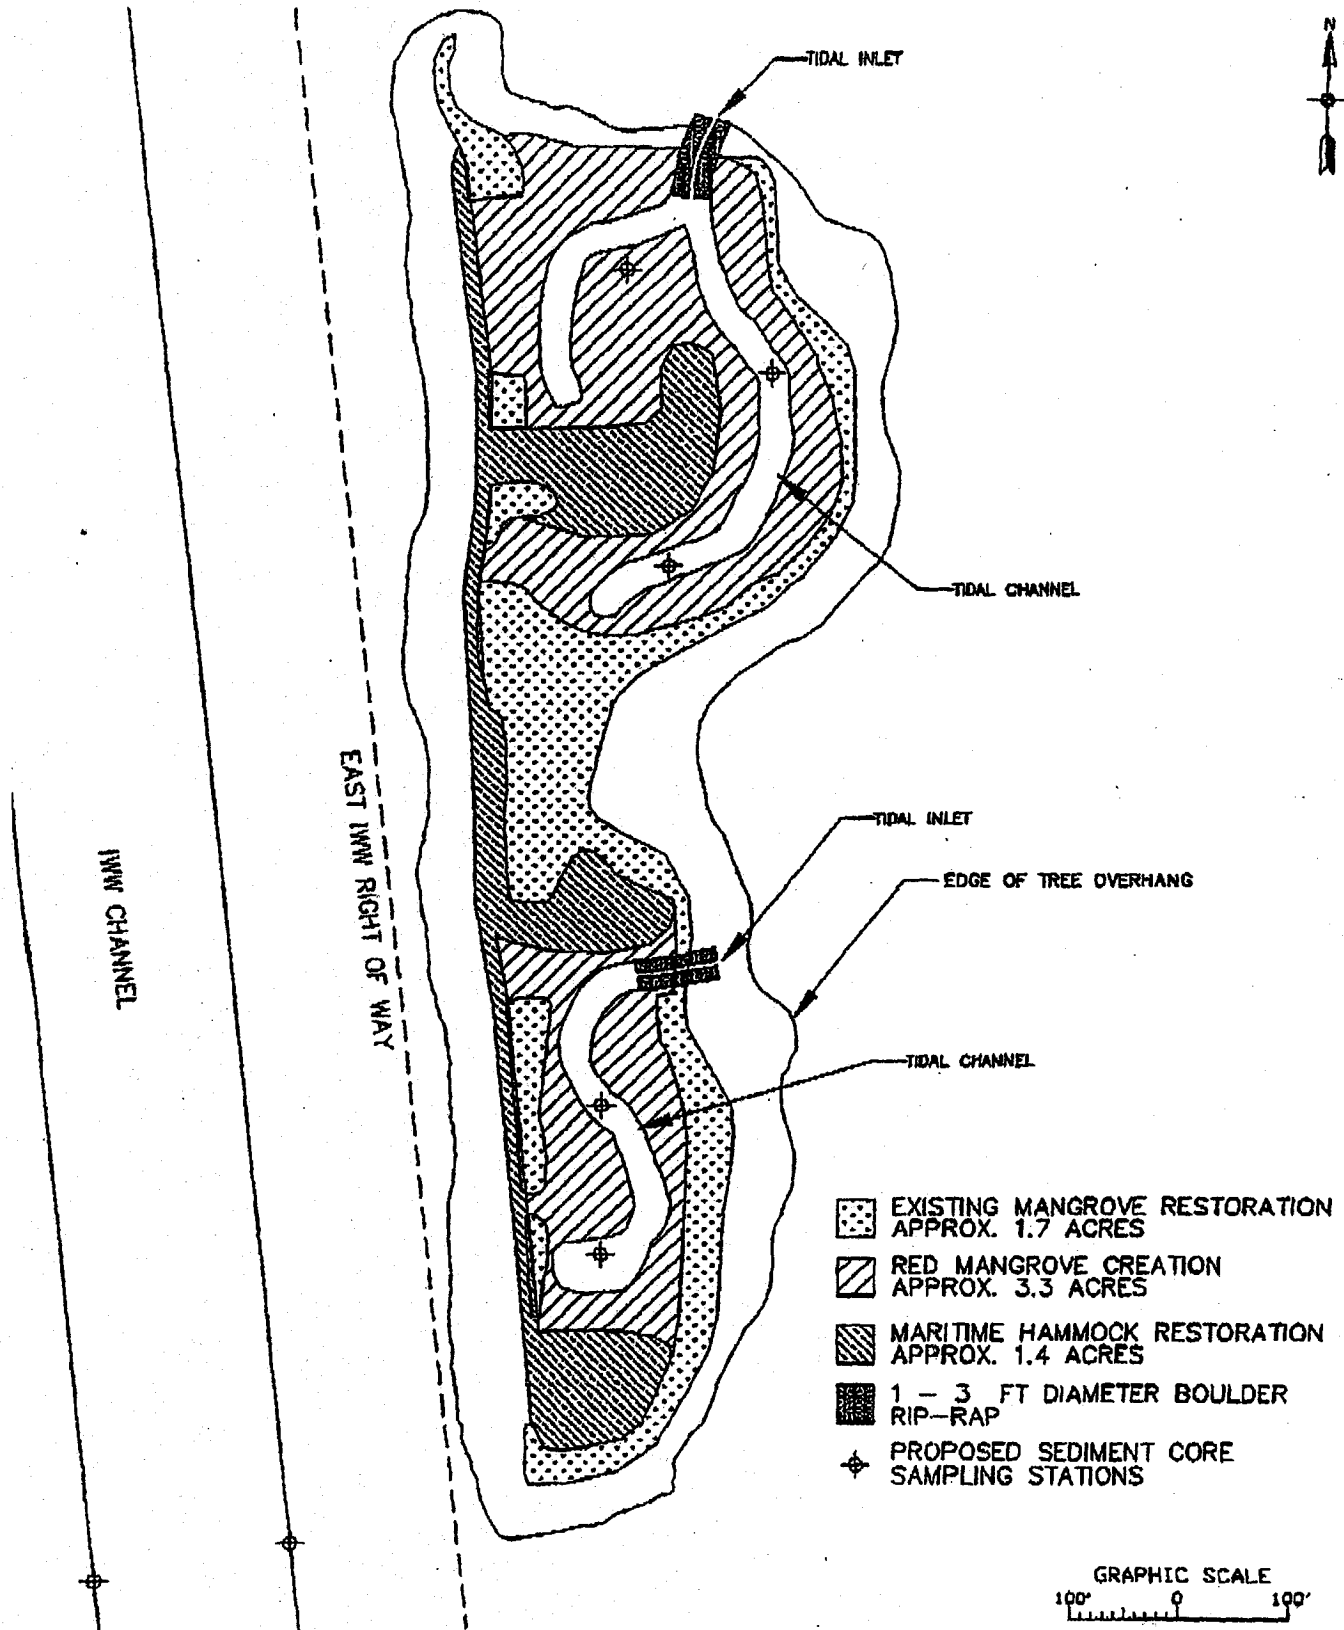 N
TIDAL INLET
TIDAL CHANNEL
EAST IWW RIGHT OF WAY
TIDAL INLET
IWW CHANNEL
EDGE OF TREE OVERHANG
TIDAL CHANNEL
EXISTING MANGROVE RESTORATION
APPROX. 1.7 ACRES
RED MANGROVE CREATION
APPROX. 3.3 ACRES
MARITIME HAMMOCK RESTORATION
APPROX. 1.4 ACRES
1 - 3 FT DIAMETER BOULDER
RIP-RAP
PROPOSED SEDIMENT CORE
SAMPLING STATIONS
GRAPHIC SCALE
100' 0 100'